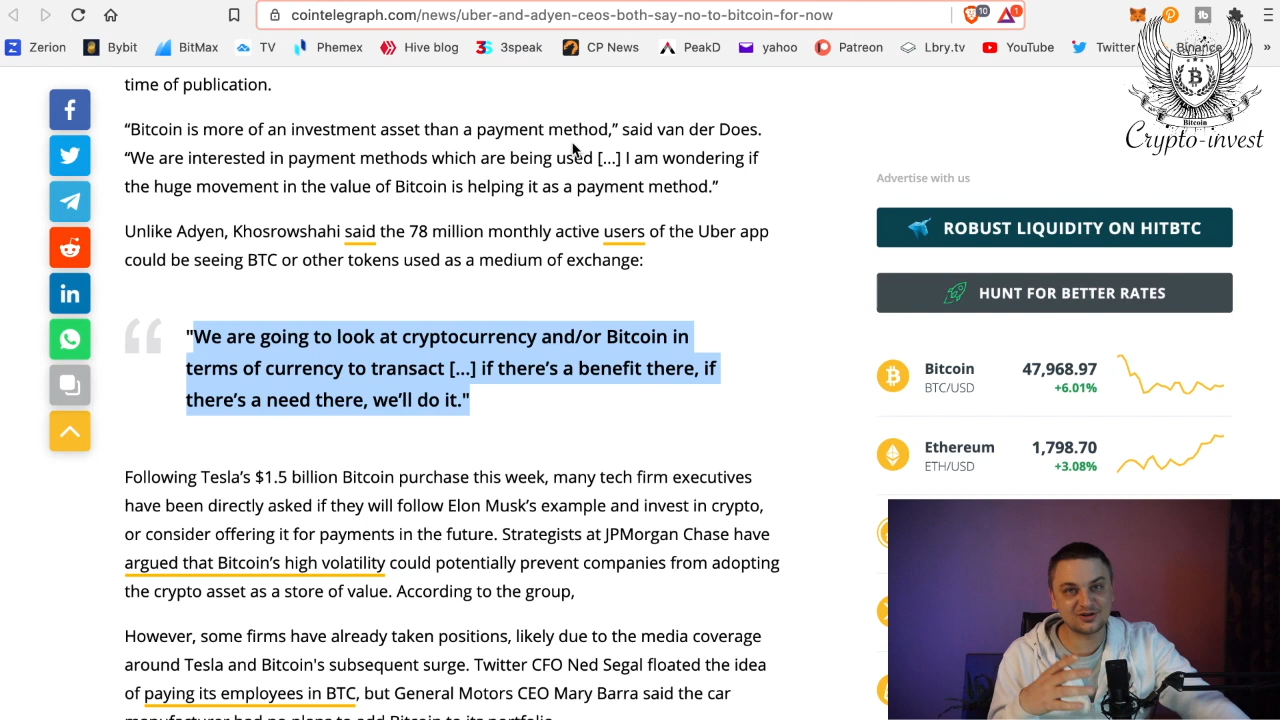 cointelegraph.com/news/uber-and-adyen-ceos-both-say-no-to-bitcoin-for-now
10
1
Zerion
Bybit
BitMax
TV
Phemex
Hive blog
3speak
CP News
PeakD
yahoo
Patreon
Lbry.tv
YouTube
Twitter
Binance
»
Bitcoin
Crypto-invest
time of publication.
“Bitcoin is more of an investment asset than a payment method,” said van der Does.
“We are interested in payment methods which are being used [...] I am wondering if
the huge movement in the value of Bitcoin is helping it as a payment method.”
Unlike Adyen, Khosrowshahi said the 78 million monthly active users of the Uber app
could be seeing BTC or other tokens used as a medium of exchange:
"We are going to look at cryptocurrency and/or Bitcoin in
terms of currency to transact [...] if there’s a benefit there, if
there’s a need there, we’ll do it."
Following Tesla’s $1.5 billion Bitcoin purchase this week, many tech firm executives
have been directly asked if they will follow Elon Musk’s example and invest in crypto,
or consider offering it for payments in the future. Strategists at JPMorgan Chase have
argued that Bitcoin’s high volatility could potentially prevent companies from adopting
the crypto asset as a store of value. According to the group,
However, some firms have already taken positions, likely due to the media coverage
around Tesla and Bitcoin's subsequent surge. Twitter CFO Ned Segal floated the idea
of paying its employees in BTC, but General Motors CEO Mary Barra said the car
manufacturer had no plans to add Bitcoin to its portfolio
Advertise with us
ROBUST LIQUIDITY ON HITBTC
HUNT FOR BETTER RATES
Bitcoin 47,968.97
BTC/USD +6.01%
Ethereum 1,798.70
ETH/USD +3.08%